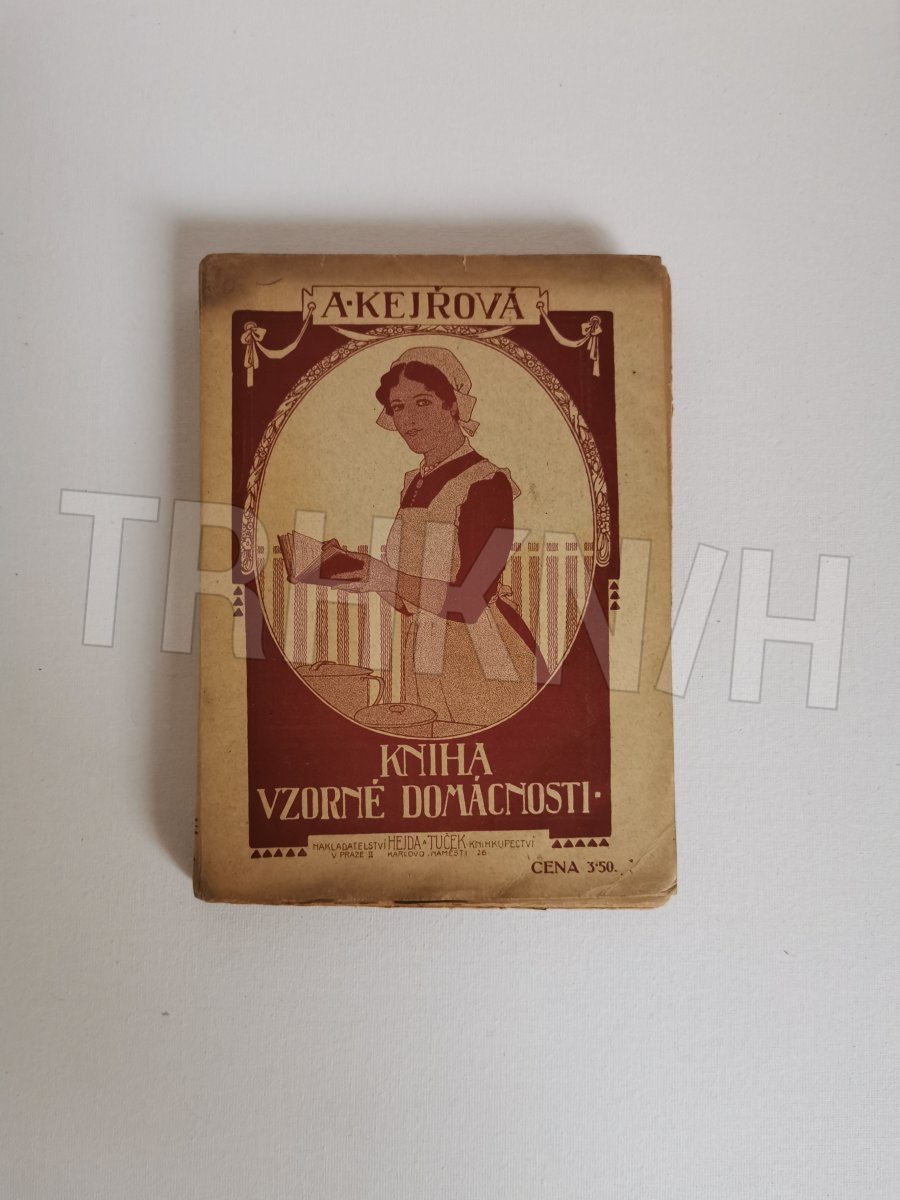 A·KEJŘOVÁ
KNIHA
VZORNÉ DOMÁCNOSTI·
NAKLADATELSTVÍ HEJDA A TUČEK KNIHKUPECTVÍ
V PRAZE II KARLOVO NÁMĚSTÍ 26
CENA 3·50
TRHKNIH